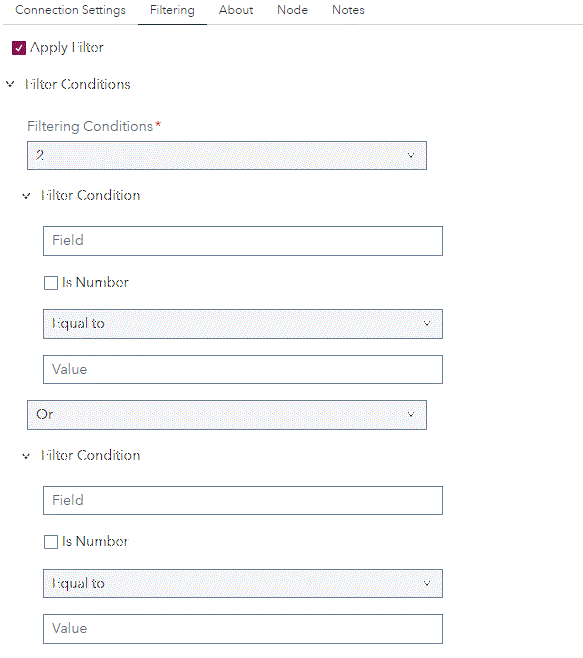 Connection Settings Filtering About Node Notes
Apply Filter
Filter Conditions
Filtering Conditions*
2
Filter Condition
Field
Is Number
Equal to
Value
Or
Filter Condition
Field
Is Number
Equal to
Value